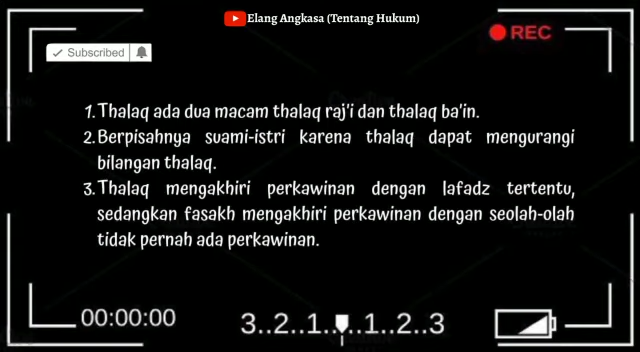 Elang Angkasa (Tentang Hukum)
REC
Subscribed
1. Thalaq ada dua macam thalaq raj'i dan thalaq ba'in.
2. Berpisahnya suami-istri karena thalaq dapat mengurangi
bilangan thalaq.
3. Thalaq mengakhiri perkawinan dengan lafadz tertentu,
sedangkan fasakh mengakhiri perkawinan dengan seolah-olah
tidak pernah ada perkawinan.
00:00:00
3..2..1....1..2..3